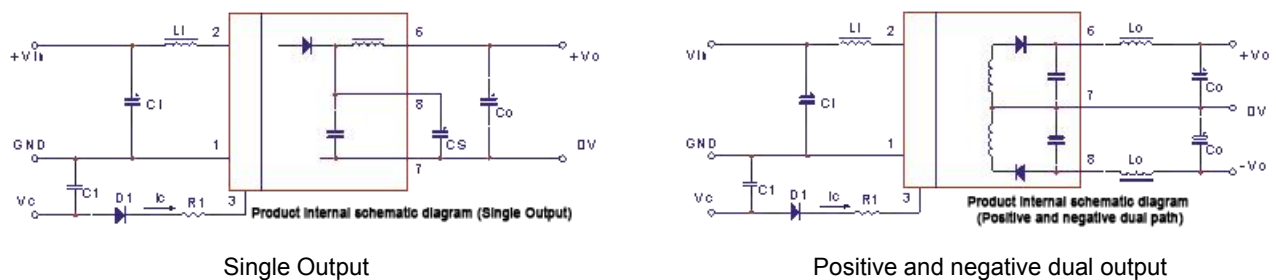 LI
2
6
+VIn
+Vo
CI
8
Co
CS
GND
1
0V
7
C1
D1
Ic
R1
3
Vc
Product Internal schematic diagram (Single Output)
Single Output
LI
2
6
Lo
VIn
+Vo
CI
Co
7
0V
GND
1
Co
8
Lo
-Vo
C1
D1
Ic
R1
3
Vc
Product Internal schematic diagram
(Positive and negative dual path)
Positive and negative dual output